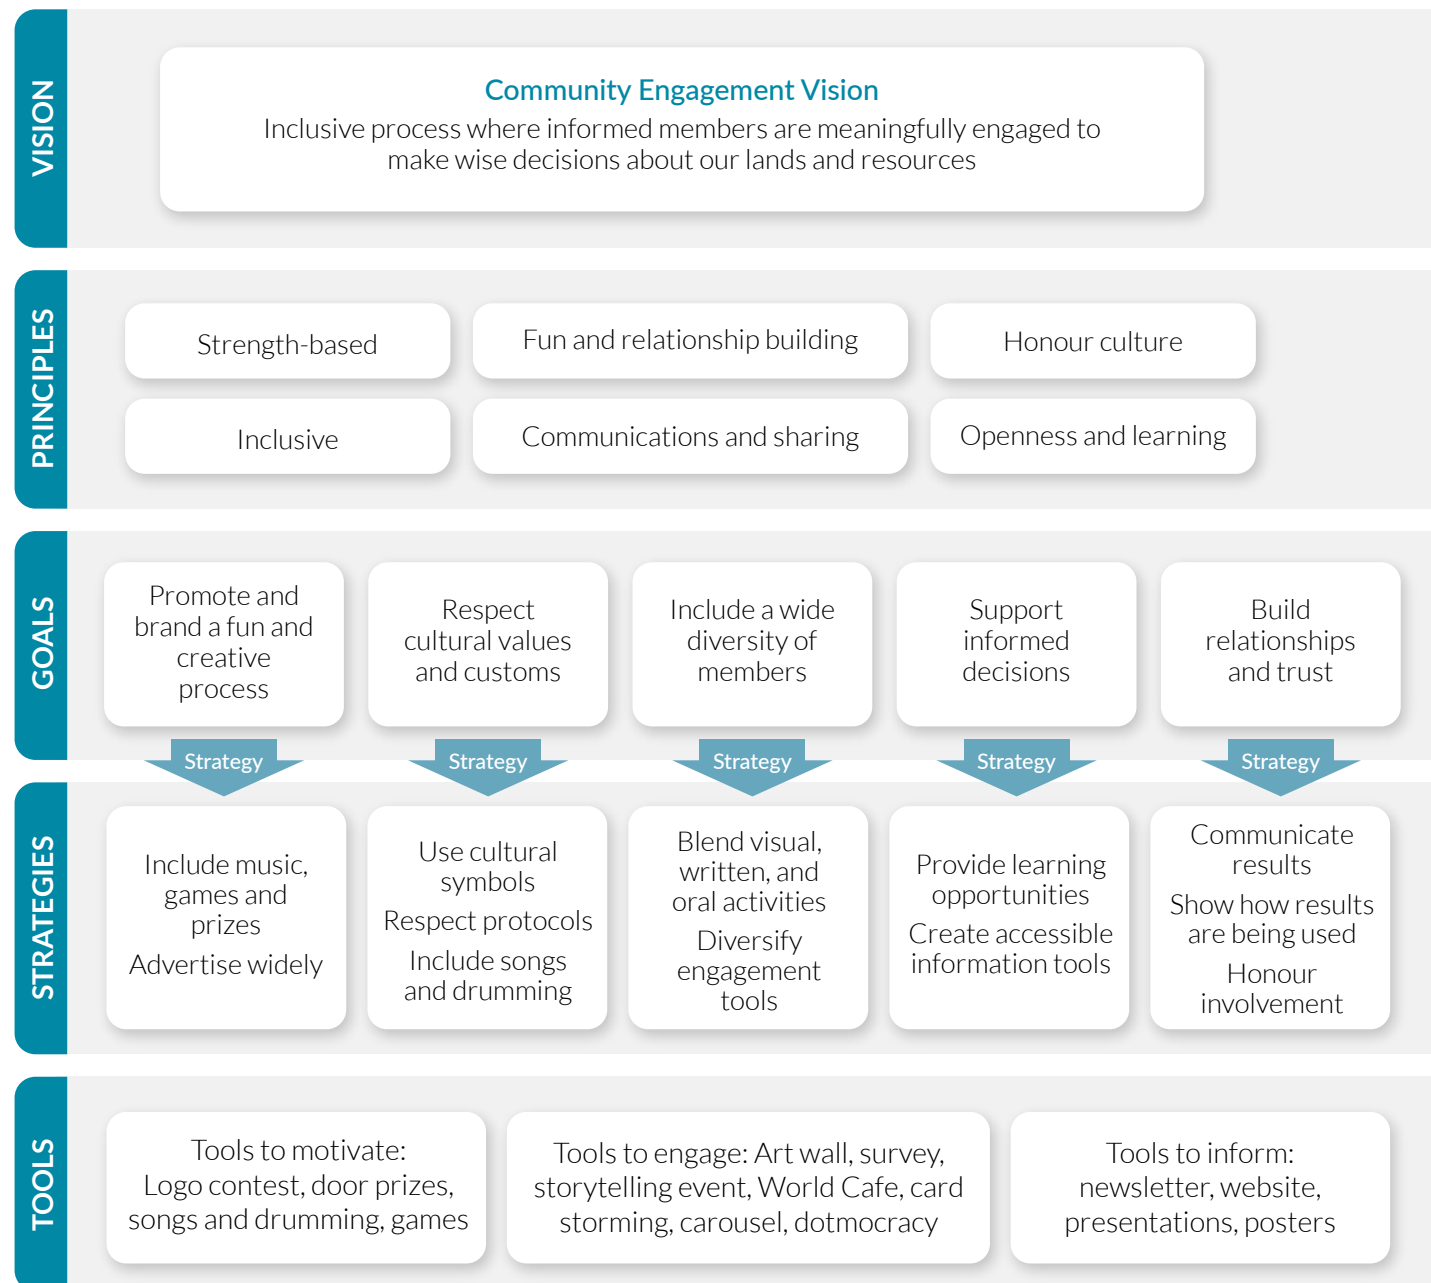 VISION
Community Engagement Vision
Inclusive process where informed members are meaningfully engaged to
make wise decisions about our lands and resources
PRINCIPLES
Strength-based
Fun and relationship building
Honour culture
Inclusive
Communications and sharing
Openness and learning
GOALS
Promote and
brand a fun and
creative
process
Respect
cultural values
and customs
Include a wide
diversity of
members
Support
informed
decisions
Build
relationships
and trust
Strategy
Strategy
Strategy
Strategy
Strategy
STRATEGIES
Include music,
games and
prizes
Advertise widely
Use cultural
symbols
Respect protocols
Include songs
and drumming
Blend visual,
written, and
oral activities
Diversify
engagement
tools
Provide learning
opportunities
Create accessible
information tools
Communicate
results
Show how results
are being used
Honour
involvement
TOOLS
Tools to motivate:
Logo contest, door prizes,
songs and drumming, games
Tools to engage: Art wall, survey,
storytelling event, World Cafe, card
storming, carousel, dotmocracy
Tools to inform:
newsletter, website,
presentations, posters